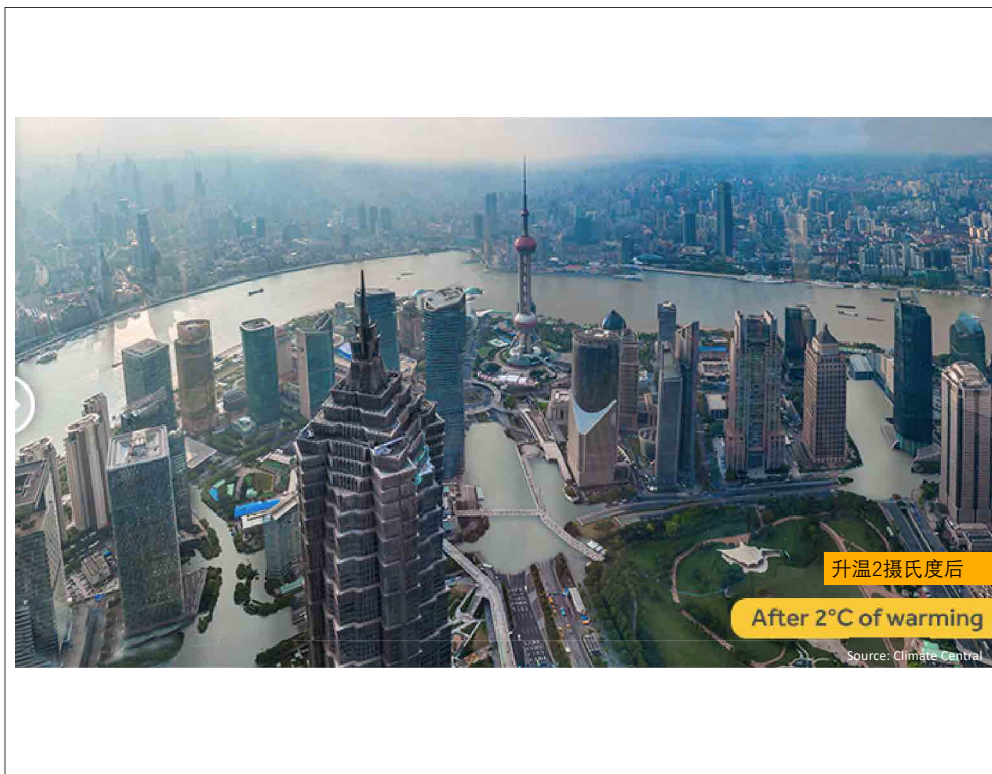 升温2摄氏度后
After 2°C of warming
Source: Climate Central